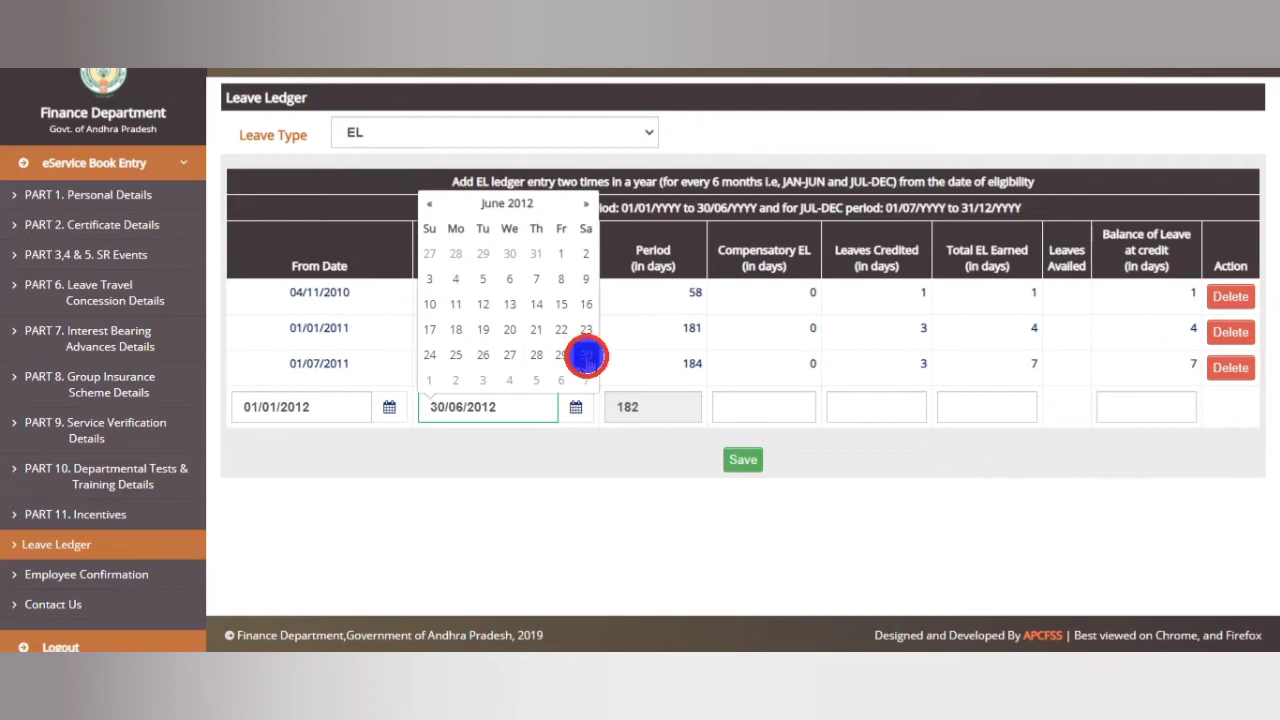 Finance Department
Govt. of Andhra Pradesh
eService Book Entry
PART 1. Personal Details
PART 2. Certificate Details
PART 3,4 & 5. SR Events
PART 6. Leave Travel
Concession Details
PART 7. Interest Bearing
Advances Details
PART 8. Group Insurance
Scheme Details
PART 9. Service Verification
Details
PART 10. Departmental Tests &
Training Details
PART 11. Incentives
Leave Ledger
Employee Confirmation
Contact Us
Logout
Leave Ledger
Leave Type EL
Add EL ledger entry two times in a year (for every 6 months i.e, JAN-JUN and JUL-DEC) from the date of eligibility
01/01/YYYY to 30/06/YYYY and for JUL-DEC period: 01/07/YYYY to 31/12/YYYY
From Date
Period
(in days)
Compensatory EL
(in days)
Leaves Credited
(in days)
Total EL Earned
(in days)
Leaves
Availed
Balance of Leave
at credit
(in days)
Action
04/11/2010 58 0 1 1 1 Delete
01/01/2011 181 0 3 4 4 Delete
01/07/2011 184 0 3 7 7 Delete
« June 2012 »
Su Mo Tu We Th Fr Sa
27 28 29 30 31 1 2
3 4 5 6 7 8 9
10 11 12 13 14 15 16
17 18 19 20 21 22 23
24 25 26 27 28 29 30
1 2 3 4 5 6 7
01/01/2012 30/06/2012 182
Save
© Finance Department,Government of Andhra Pradesh, 2019
Designed and Developed By APCFSS | Best viewed on Chrome, and Firefox